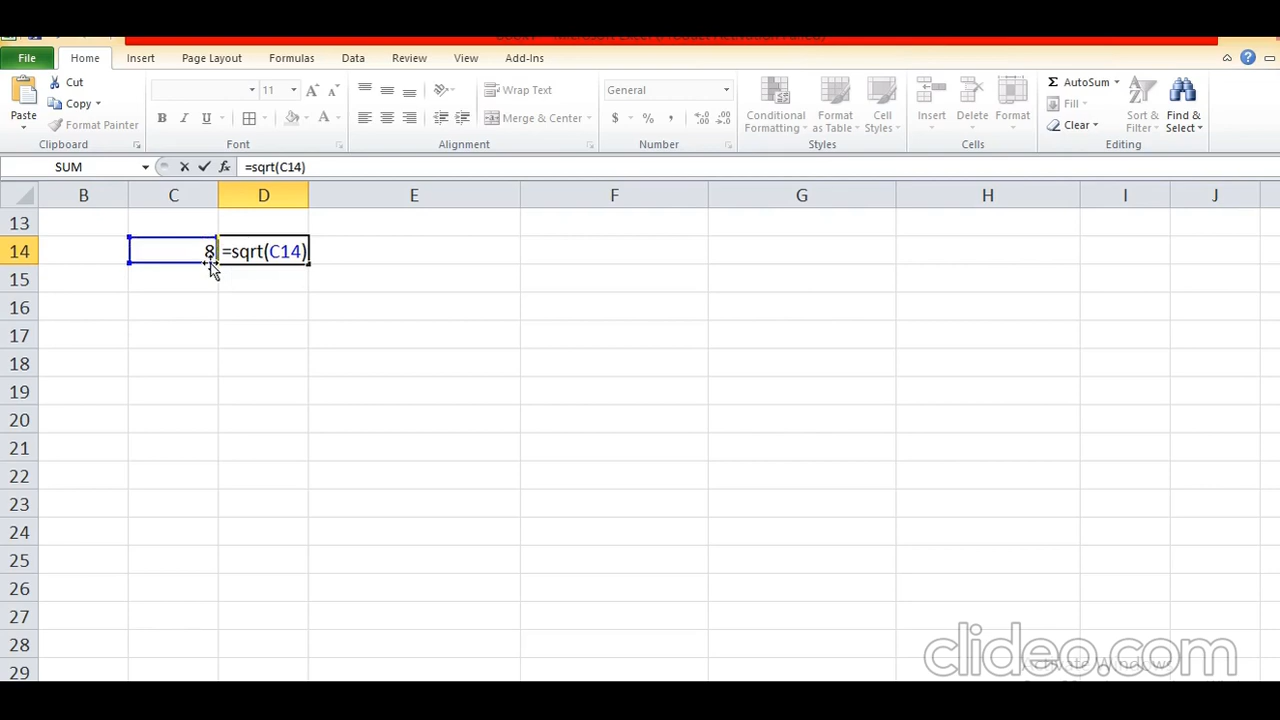 File Home Insert Page Layout Formulas Data Review View Add-Ins
Cut
Copy
Format Painter
Paste
Clipboard
11
Font
Wrap Text
Merge & Center
Alignment
General
$ % ,
Number
Conditional Formatting
Format as Table
Cell Styles
Styles
Insert Delete Format
Cells
AutoSum
Fill
Clear
Sort & Filter
Find & Select
Editing
SUM =sqrt(C14)
B C D E F G H I J
13
14 8 =sqrt(C14)
15
16
17
18
19
20
21
22
23
24
25
26
27
28
29
clideo.com
Activate Windows